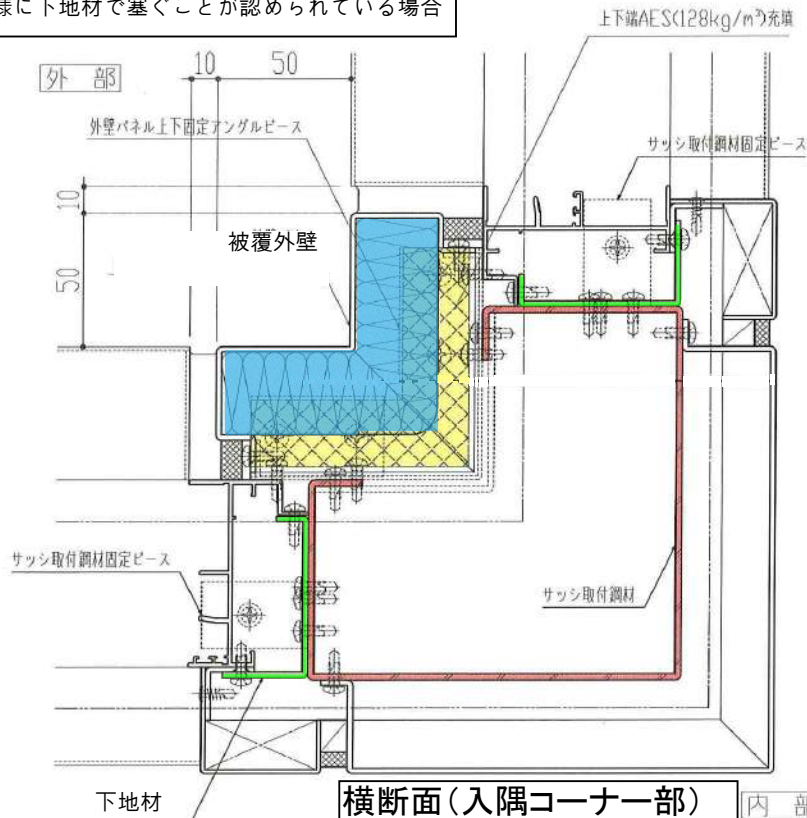 様に下地材で塞ぐことが認められている場合
上下端AES(128kg/m³)充填
外 部
10
50
外壁パネル上下固定アングルピース
サッシ取付鋼材固定ピース
10
被覆外壁
50
サッシ取付鋼材固定ピース
サッシ取付鋼材
下地材
横断面(入隅コーナー部)
内 部